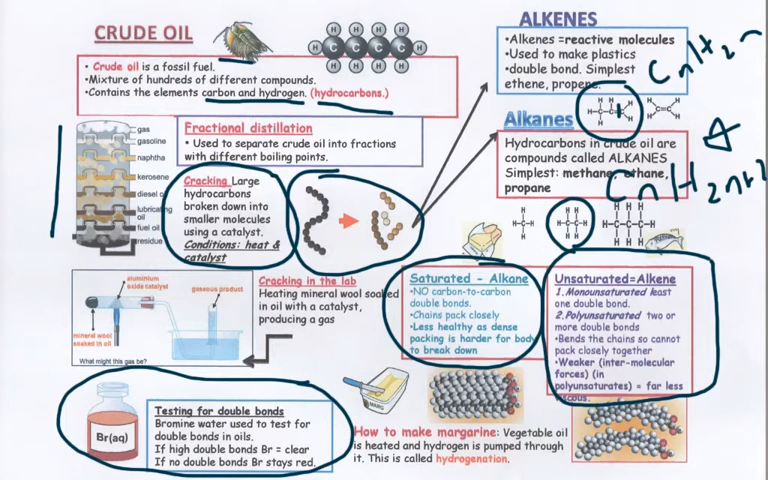 CRUDE OIL
• Crude oil is a fossil fuel.
•Mixture of hundreds of different compounds.
•Contains the elements carbon and hydrogen. (hydrocarbons.)
H H H H
H C C C C H
H H H H
ALKENES
•Alkenes =reactive molecules
•Used to make plastics
•double bond. Simplest
ethene, propene.
CnH2n
Alkanes
Hydrocarbons in crude oil are
compounds called ALKANES
Simplest: methane, ethane,
propane
CnH2n+2
gas
gasoline
naphtha
kerosene
diesel oil
lubricating
oil
fuel oil
residue
Fractional distillation
• Used to separate crude oil into fractions
with different boiling points.
Cracking Large
hydrocarbons
broken down into
smaller molecules
using a catalyst.
Conditions: heat &
catalyst
aluminium
oxide catalyst
gaseous product
mineral wool
soaked in oil
What might this gas be?
Cracking in the lab
Heating mineral wool soaked
in oil with a catalyst,
producing a gas
Saturated - Alkane
•NO carbon-to-carbon
double bonds.
•Chains pack closely
•Less healthy as dense
packing is harder for body
to break down
Unsaturated=Alkene
1. Monounsaturated least
one double bond.
2.Polyunsaturated two or
more double bonds
•Bends the chains so cannot
pack closely together
•Weaker (inter-molecular
forces) (in
polyunsaturates) = far less
viscous.
Br(aq)
Testing for double bonds
Bromine water used to test for
double bonds in oils.
If high double bonds Br = clear
If no double bonds Br stays red.
MARG
How to make margarine: Vegetable oil
is heated and hydrogen is pumped through
it. This is called hydrogenation.